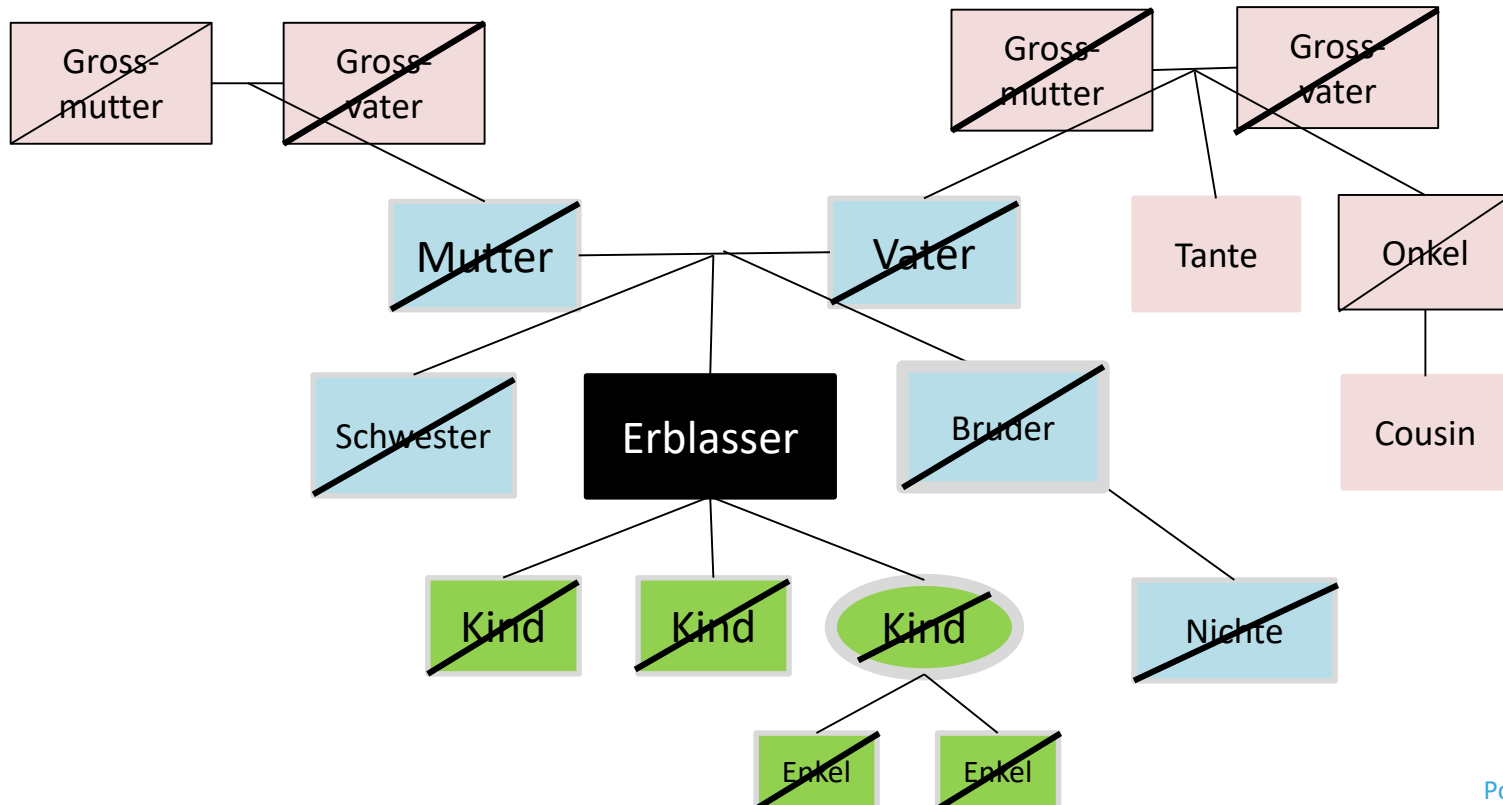 Gross-
mutter
Gross-
vater
Gross-
mutter
Gross-
vater
Mutter
Vater
Tante
Onkel
Schwester
Erblasser
Bruder
Cousin
Kind
Kind
Kind
Nichte
Enkel
Enkel